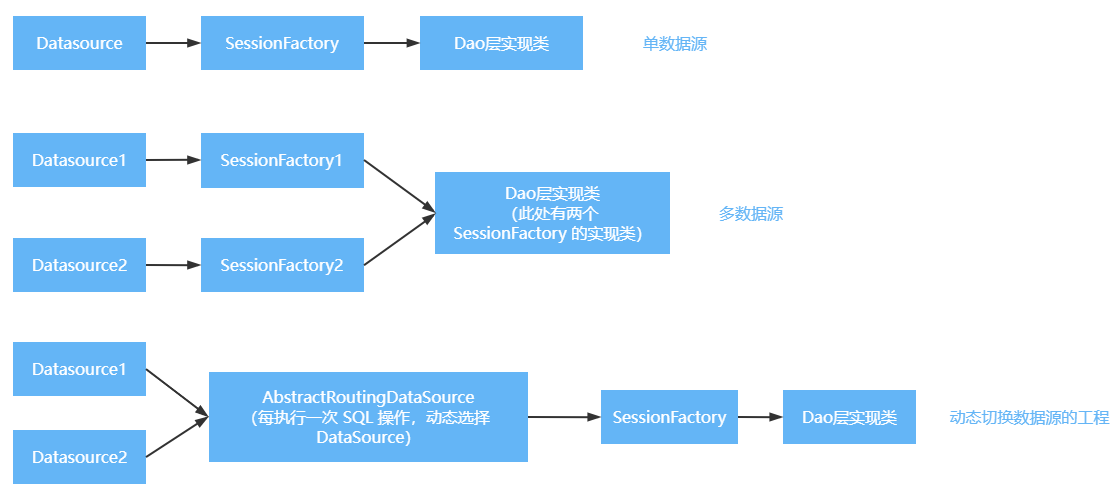 Datasource
SessionFactory
Dao层实现类
单数据源
Datasource1
SessionFactory1
Dao层实现类
（此处有两个
SessionFactory 的实现类）
多数据源
Datasource2
SessionFactory2
Datasource1
AbstractRoutingDataSource
（每执行一次 SQL 操作，动态选择
DataSource）
SessionFactory
Dao层实现类
动态切换数据源的工程
Datasource2